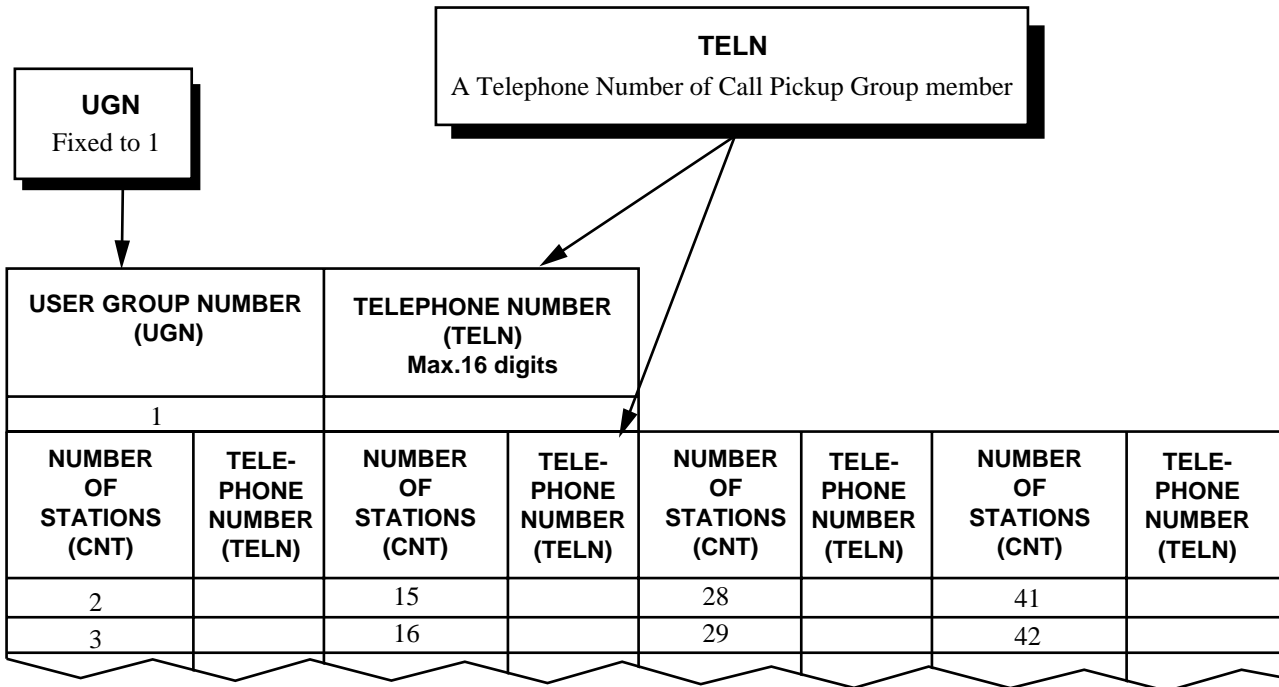 TELN
A Telephone Number of Call Pickup Group member
UGN
Fixed to 1
USER GROUP NUMBER
(UGN)
TELEPHONE NUMBER
(TELN)
Max.16 digits
1
NUMBER
OF
STATIONS
(CNT)
TELE-
PHONE
NUMBER
(TELN)
NUMBER
OF
STATIONS
(CNT)
TELE-
PHONE
NUMBER
(TELN)
NUMBER
OF
STATIONS
(CNT)
TELE-
PHONE
NUMBER
(TELN)
NUMBER
OF
STATIONS
(CNT)
TELE-
PHONE
NUMBER
(TELN)
2 15 28 41
3 16 29 42